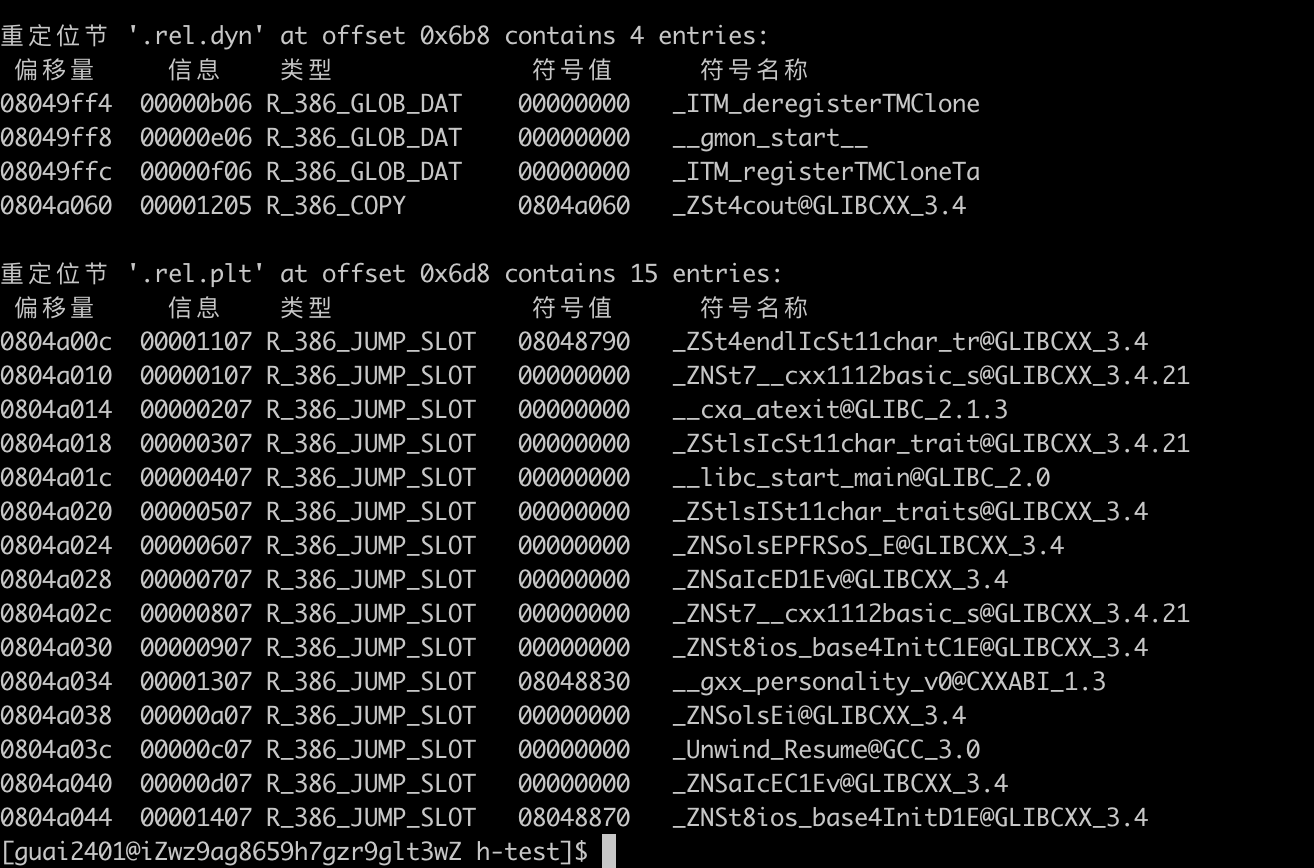 重定位节 '.rel.dyn' at offset 0x6b8 contains 4 entries:
 偏移量     信息    类型              符号值      符号名称
08049ff4  00000b06 R_386_GLOB_DAT    00000000   _ITM_deregisterTMClone
08049ff8  00000e06 R_386_GLOB_DAT    00000000   __gmon_start__
08049ffc  00000f06 R_386_GLOB_DAT    00000000   _ITM_registerTMCloneTa
0804a060  00001205 R_386_COPY        0804a060   _ZSt4cout@GLIBCXX_3.4
重定位节 '.rel.plt' at offset 0x6d8 contains 15 entries:
 偏移量     信息    类型              符号值      符号名称
0804a00c  00001107 R_386_JUMP_SLOT   08048790   _ZSt4endlIcSt11char_tr@GLIBCXX_3.4
0804a010  00000107 R_386_JUMP_SLOT   00000000   _ZNSt7__cxx1112basic_s@GLIBCXX_3.4.21
0804a014  00000207 R_386_JUMP_SLOT   00000000   __cxa_atexit@GLIBC_2.1.3
0804a018  00000307 R_386_JUMP_SLOT   00000000   _ZStlsIcSt11char_trait@GLIBCXX_3.4.21
0804a01c  00000407 R_386_JUMP_SLOT   00000000   __libc_start_main@GLIBC_2.0
0804a020  00000507 R_386_JUMP_SLOT   00000000   _ZStlsISt11char_traits@GLIBCXX_3.4
0804a024  00000607 R_386_JUMP_SLOT   00000000   _ZNSolsEPFRSoS_E@GLIBCXX_3.4
0804a028  00000707 R_386_JUMP_SLOT   00000000   _ZNSaIcED1Ev@GLIBCXX_3.4
0804a02c  00000807 R_386_JUMP_SLOT   00000000   _ZNSt7__cxx1112basic_s@GLIBCXX_3.4.21
0804a030  00000907 R_386_JUMP_SLOT   00000000   _ZNSt8ios_base4InitC1E@GLIBCXX_3.4
0804a034  00001307 R_386_JUMP_SLOT   08048830   __gxx_personality_v0@CXXABI_1.3
0804a038  00000a07 R_386_JUMP_SLOT   00000000   _ZNSolsEi@GLIBCXX_3.4
0804a03c  00000c07 R_386_JUMP_SLOT   00000000   _Unwind_Resume@GCC_3.0
0804a040  00000d07 R_386_JUMP_SLOT   00000000   _ZNSaIcEC1Ev@GLIBCXX_3.4
0804a044  00001407 R_386_JUMP_SLOT   08048870   _ZNSt8ios_base4InitD1E@GLIBCXX_3.4
[guai2401@iZwz9ag8659h7gzr9glt3wZ h-test]$